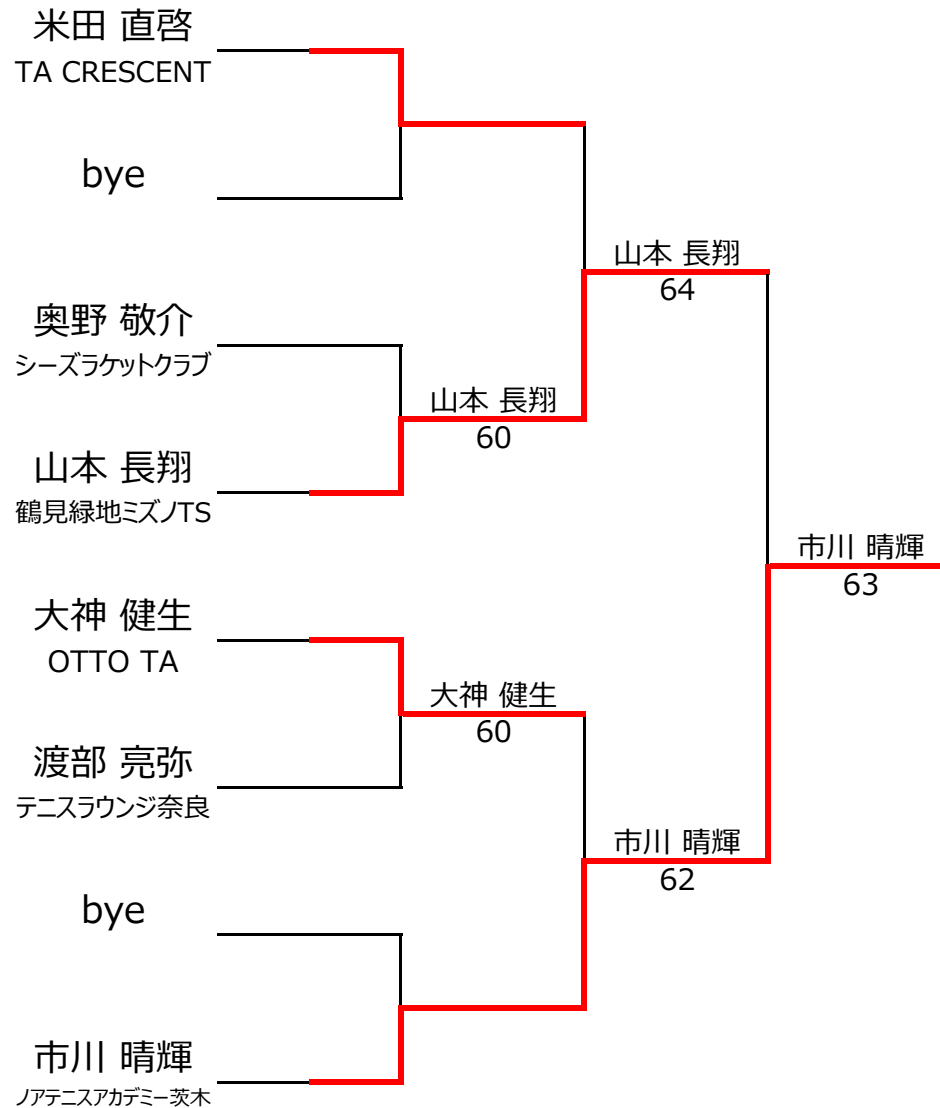 米田 直啓
TA CRESCENT
bye
奥野 敬介
シーズラケットクラブ
山本 長翔
鶴見緑地ミズノTS
大神 健生
OTTO TA
渡部 亮弥
テニスラウンジ奈良
bye
市川 晴輝
ノアテニスアカデミー茨木
山本 長翔
60
大神 健生
60
山本 長翔
64
市川 晴輝
62
市川 晴輝
63